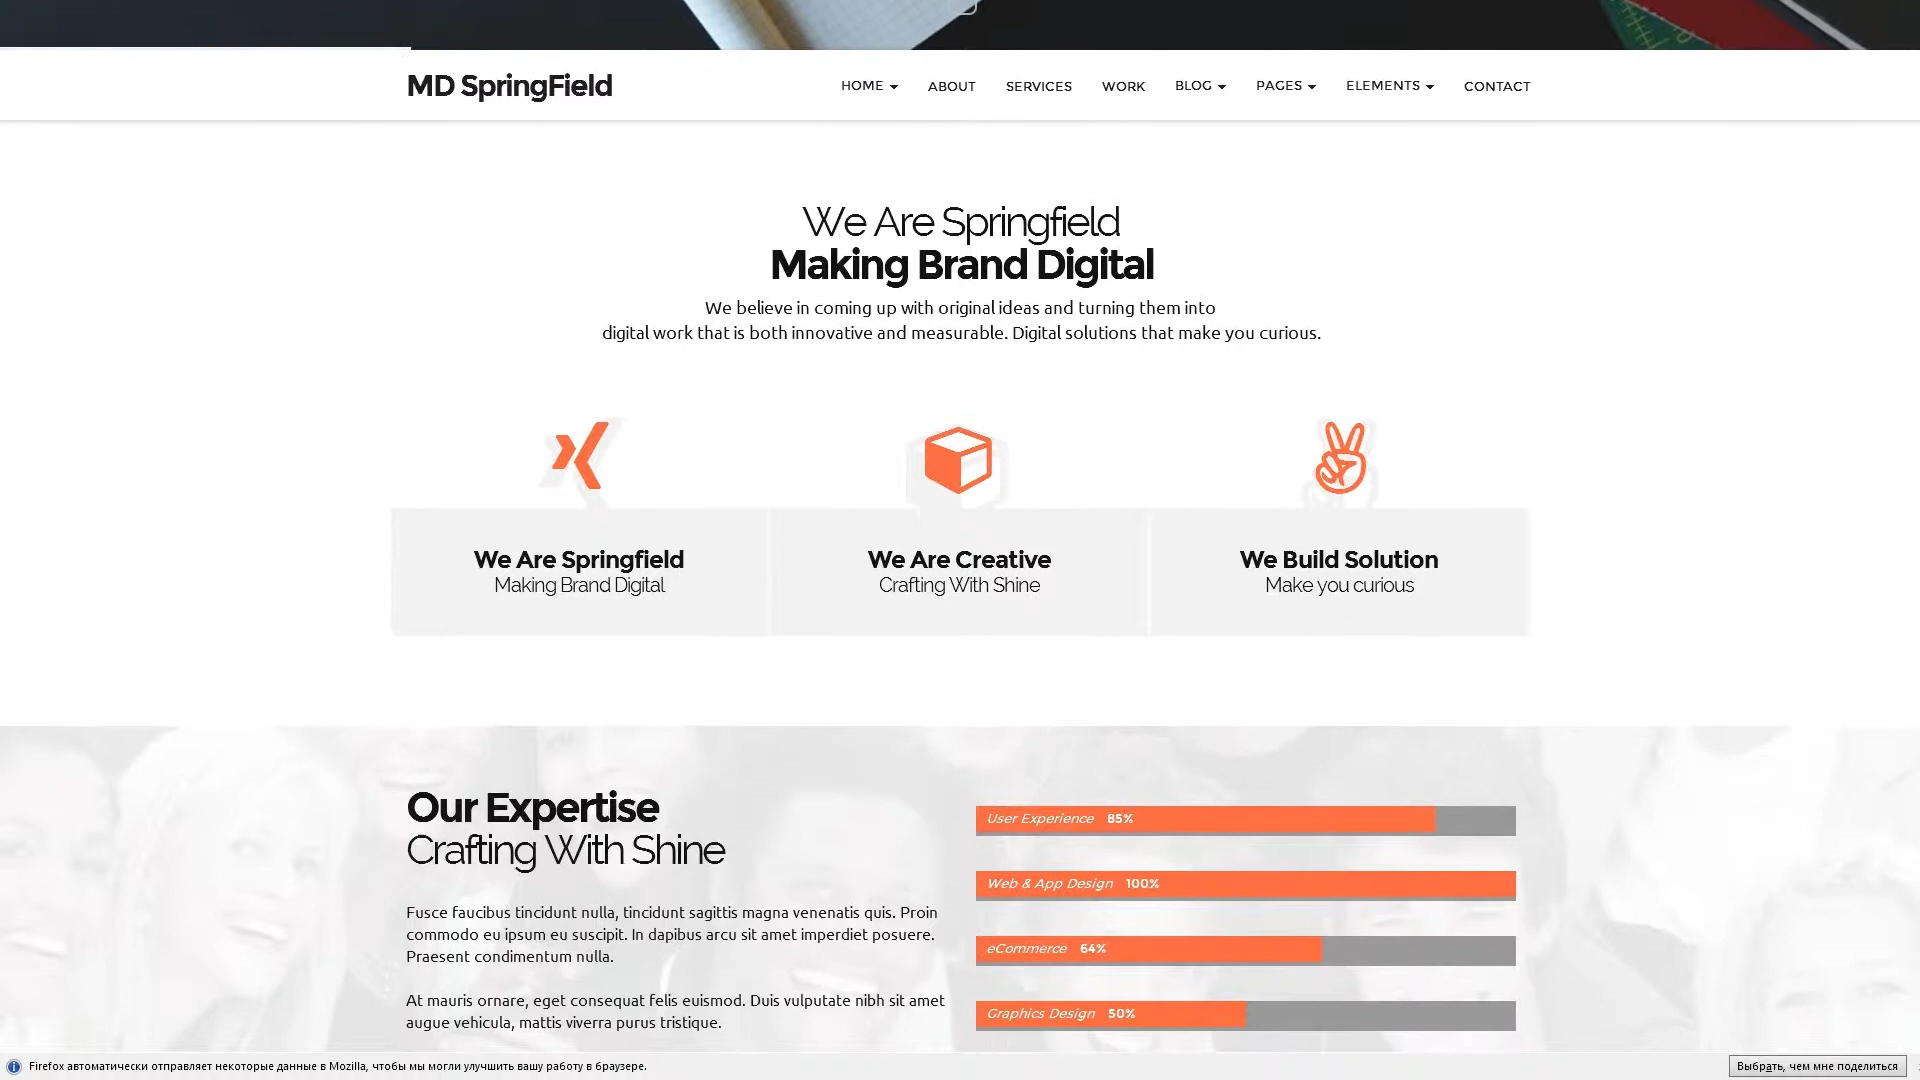 MD SpringField
HOME
ABOUT
SERVICES
WORK
BLOG
PAGES
ELEMENTS
CONTACT
We Are Springfield
Making Brand Digital
We believe in coming up with original ideas and turning them into
digital work that is both innovative and measurable. Digital solutions that make you curious.
We Are Springfield
Making Brand Digital
We Are Creative
Crafting With Shine
We Build Solution
Make you curious
Our Expertise
Crafting With Shine
Fusce faucibus tincidunt nulla, tincidunt sagittis magna venenatis quis. Proin
commodo eu ipsum eu suscipit. In dapibus arcu sit amet imperdiet posuere.
Praesent condimentum nulla.
At mauris ornare, eget consequat felis euismod. Duis vulputate nibh sit amet
augue vehicula, mattis viverra purus tristique.
User Experience 85%
Web & App Design 100%
eCommerce 64%
Graphics Design 50%
Firefox автоматически отправляет некоторые данные в Mozilla, чтобы мы могли улучшить вашу работу в браузере.
Выбрать, чем мне поделиться